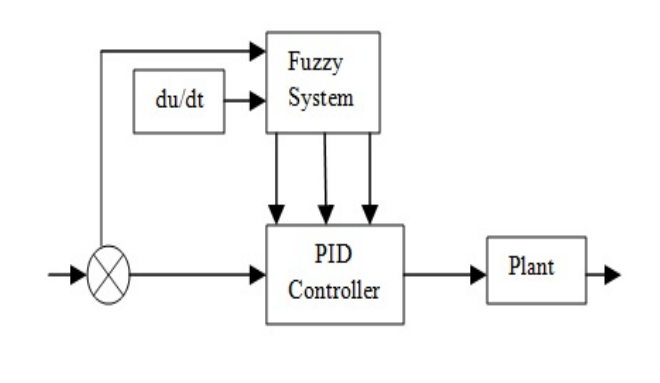 Fuzzy
System
du/dt
PID
Controller
Plant